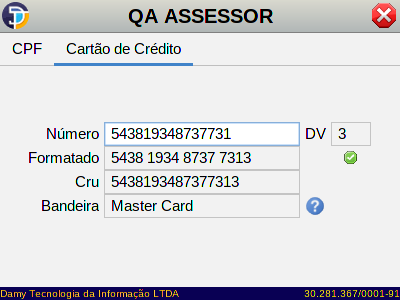 QA ASSESSOR
CPF Cartão de Crédito
Número 543819348737731 DV 3
Formatado 5438 1934 8737 7313
Cru 5438193487377313
Bandeira Master Card ?
Damy Tecnologia da Informação LTDA 30.281.367/0001-91